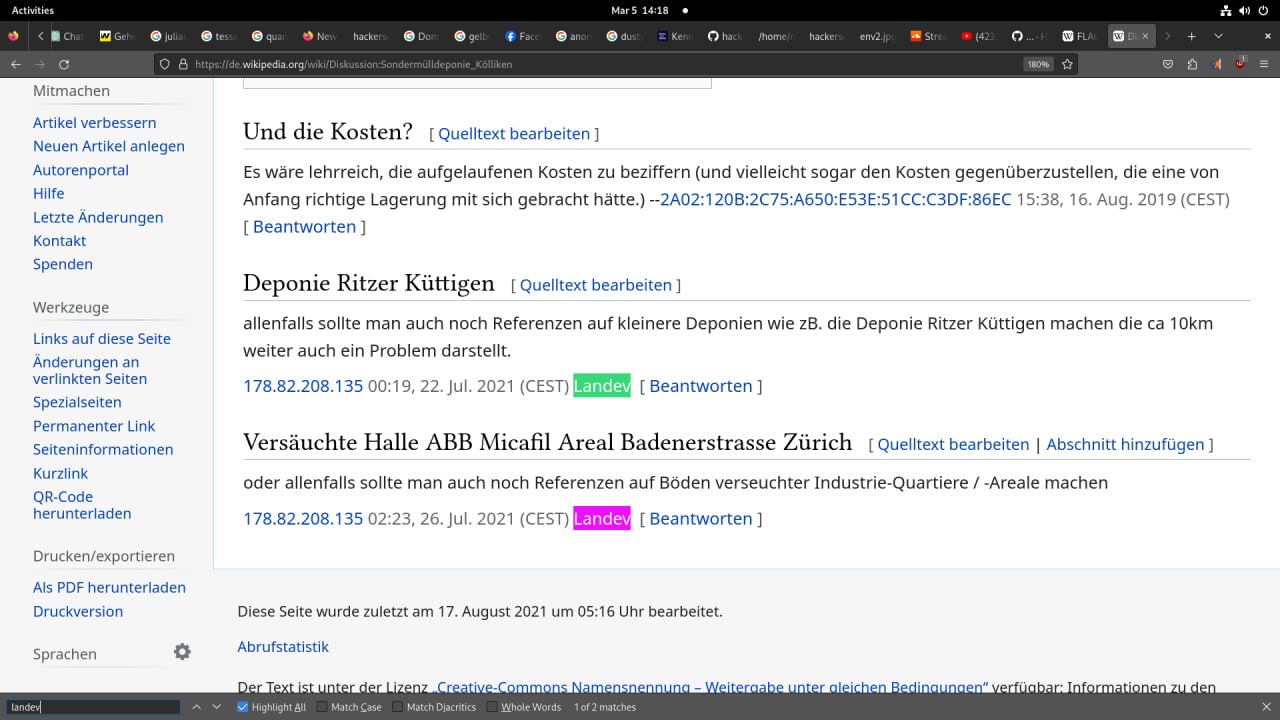 Activities
Mar 5 14:18
Chat
Gehe
julia
tesse
quan
New
hackers
Donr
gelb
Face
anon
dust
Kenn
hack
/home/r
hackers
env2.jpg
Strea
(423
... · H
FLAG
https://de.wikipedia.org/wiki/Diskussion:Sondermülldeponie_Kölliken
180%
1
Mitmachen
Artikel verbessern
Neuen Artikel anlegen
Autorenportal
Hilfe
Letzte Änderungen
Kontakt
Spenden
Werkzeuge
Links auf diese Seite
Änderungen an
verlinkten Seiten
Spezialseiten
Permanenter Link
Seiteninformationen
Kurzlink
QR-Code
herunterladen
Drucken/exportieren
Als PDF herunterladen
Druckversion
Sprachen
Und die Kosten? [ Quelltext bearbeiten ]
Es wäre lehrreich, die aufgelaufenen Kosten zu beziffern (und vielleicht sogar den Kosten gegenüberzustellen, die eine von
Anfang richtige Lagerung mit sich gebracht hätte.) --2A02:120B:2C75:A650:E53E:51CC:C3DF:86EC 15:38, 16. Aug. 2019 (CEST)
[ Beantworten ]
Deponie Ritzer Küttigen [ Quelltext bearbeiten ]
allenfalls sollte man auch noch Referenzen auf kleinere Deponien wie zB. die Deponie Ritzer Küttigen machen die ca 10km
weiter auch ein Problem darstellt.
178.82.208.135 00:19, 22. Jul. 2021 (CEST) Landev [ Beantworten ]
Versäuchte Halle ABB Micafil Areal Badenerstrasse Zürich [ Quelltext bearbeiten | Abschnitt hinzufügen ]
oder allenfalls sollte man auch noch Referenzen auf Böden verseuchter Industrie-Quartiere / -Areale machen
178.82.208.135 02:23, 26. Jul. 2021 (CEST) Landev [ Beantworten ]
Diese Seite wurde zuletzt am 17. August 2021 um 05:16 Uhr bearbeitet.
Abrufstatistik
Der Text ist unter der Lizenz „Creative-Commons Namensnennung – Weitergabe unter gleichen Bedingungen“ verfügbar; Informationen zu den
landev
Highlight All
Match Case
Match Diacritics
Whole Words
1 of 2 matches